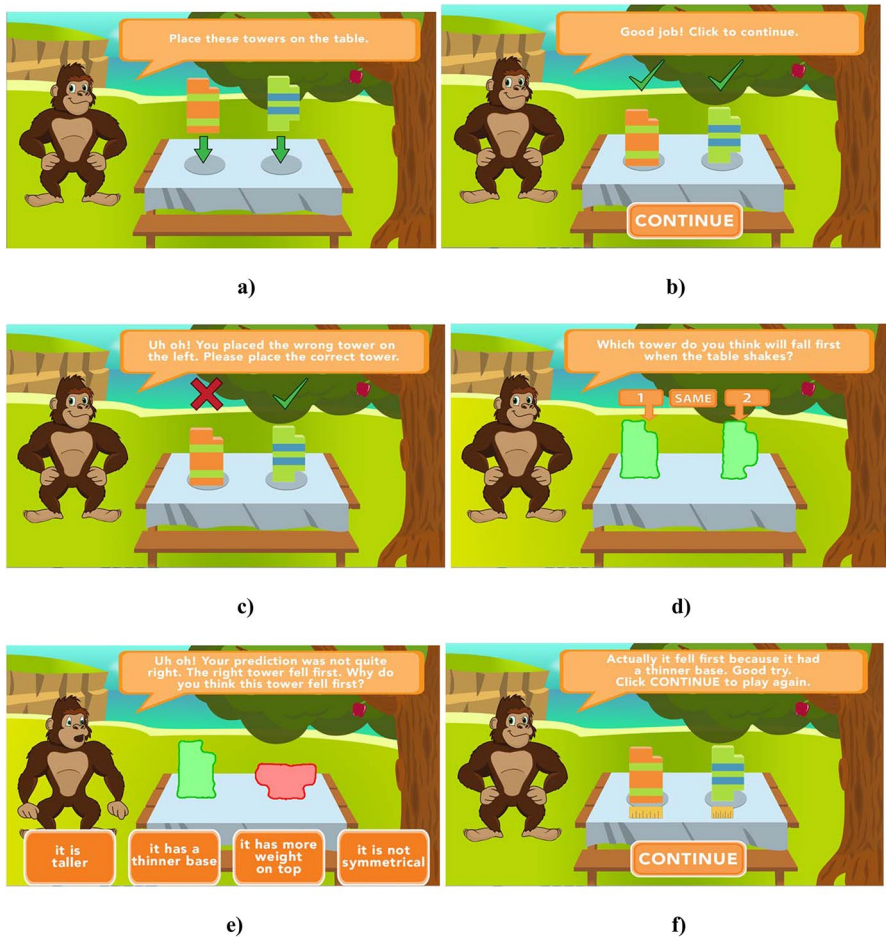 Place these towers on the table.
Good job! Click to continue.
CONTINUE
a)
b)
Uh oh! You placed the wrong tower on
the left. Please place the correct tower.
Which tower do you think will fall first
when the table shakes?
1 SAME 2
c)
d)
Uh oh! Your prediction was not quite
right. The right tower fell first. Why do
you think this tower fell first?
it is
taller
it has a
thinner base
it has more
weight
on top
it is not
symmetrical
Actually it fell first because it had
a thinner base. Good try.
Click CONTINUE to play again.
CONTINUE
e)
f)